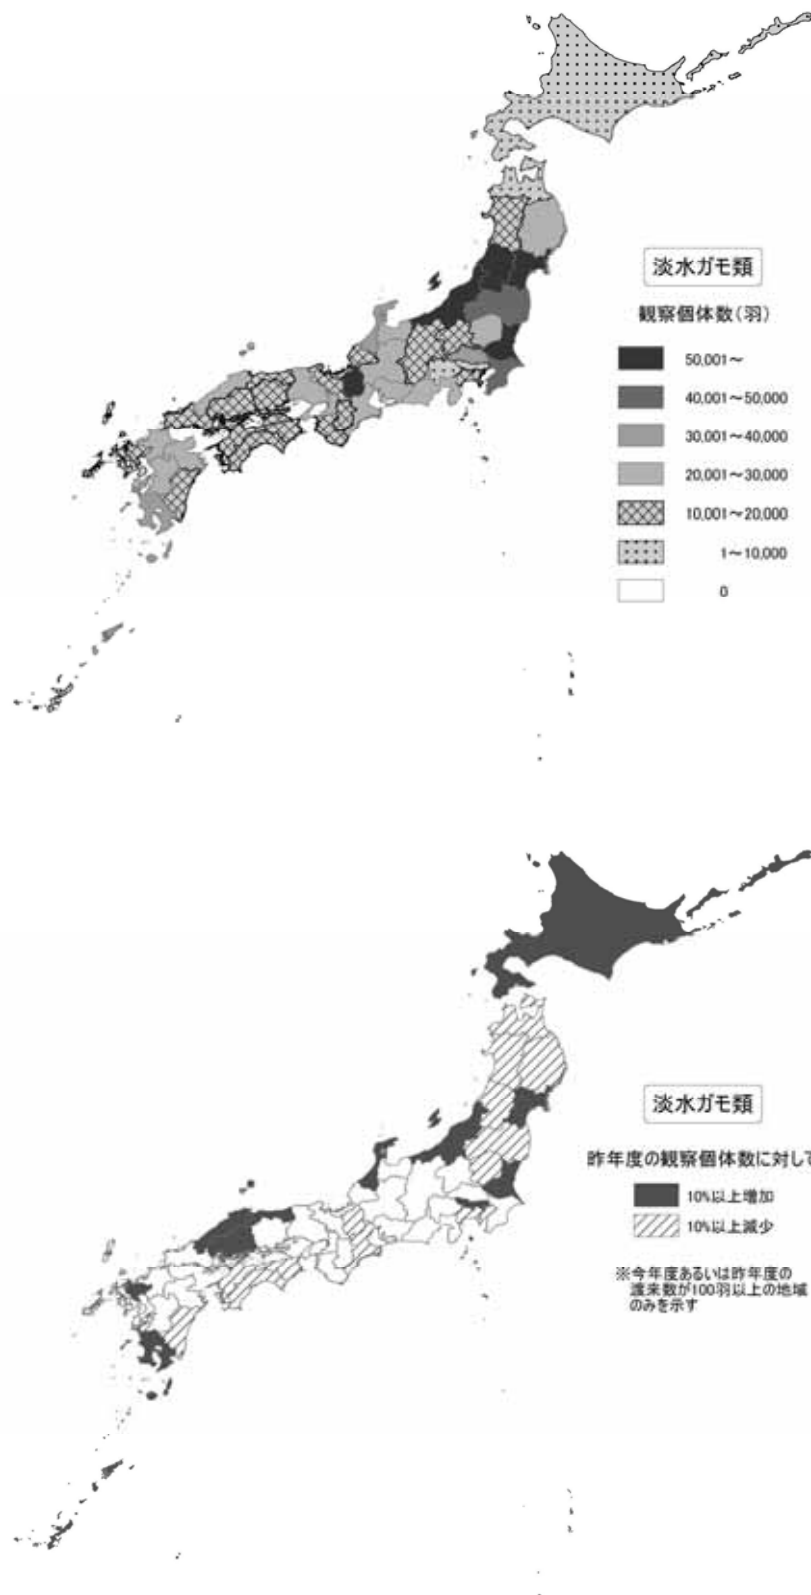 淡水ガモ類
観察個体数(羽)
50,001～
40,001～50,000
30,001～40,000
20,001～30,000
10,001～20,000
1～10,000
0
淡水ガモ類
昨年度の観察個体数に対して
10%以上増加
10%以上減少
※今年度あるいは昨年度の
渡来数が100羽以上の地域
のみを示す